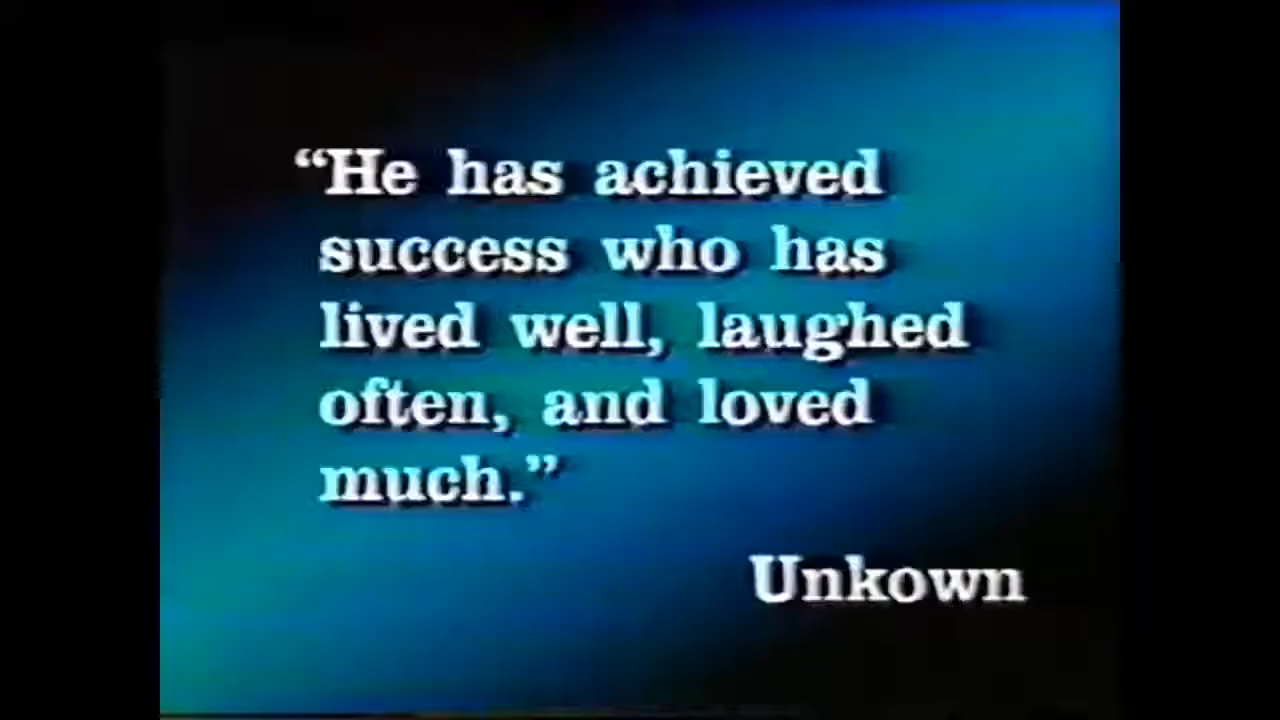 “He has achieved
success who has
lived well, laughed
often, and loved
much.”
Unkown